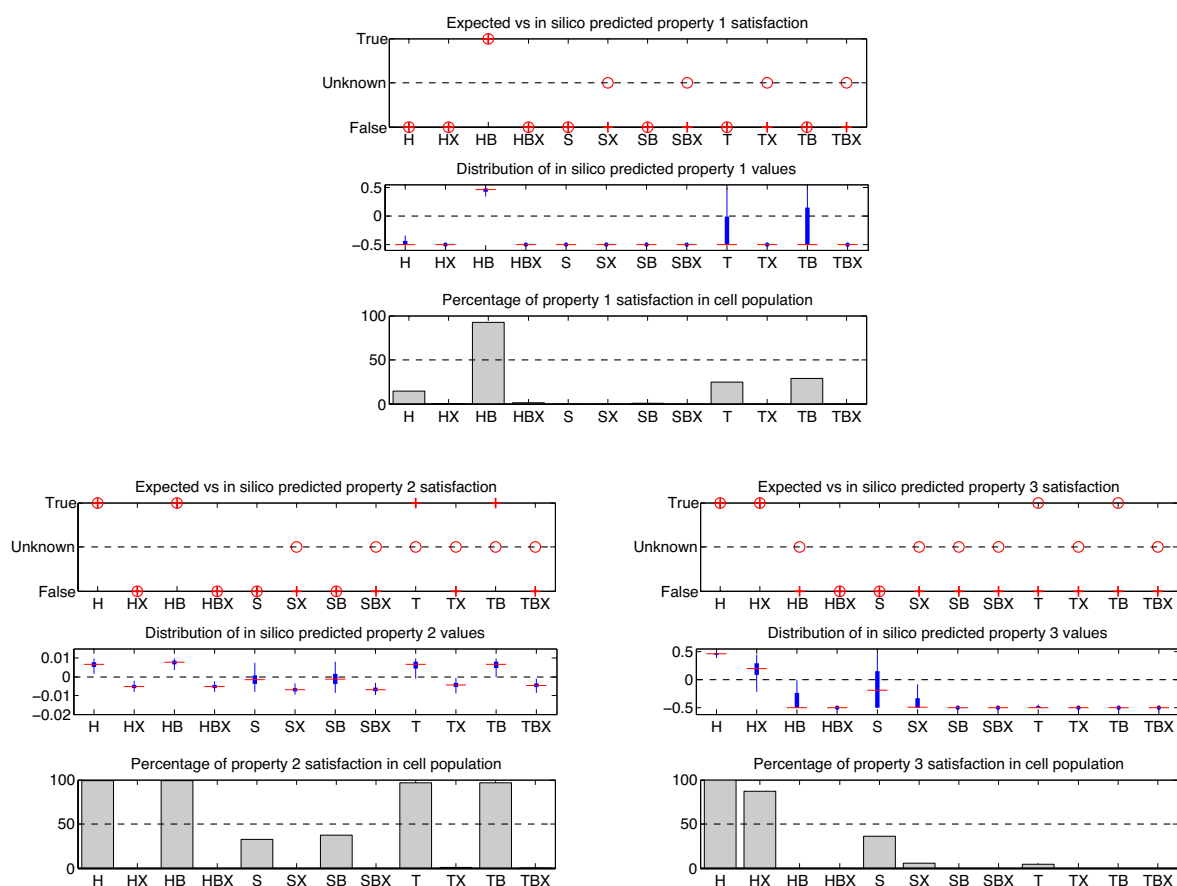 Expected vs in silico predicted property 1 satisfaction
True
Unknown
False
H HX HB HBX S SX SB SBX T TX TB TBX
Distribution of in silico predicted property 1 values
0.5
0
−0.5
H HX HB HBX S SX SB SBX T TX TB TBX
Percentage of property 1 satisfaction in cell population
100
50
0
H HX HB HBX S SX SB SBX T TX TB TBX
Expected vs in silico predicted property 2 satisfaction
True
Unknown
False
H HX HB HBX S SX SB SBX T TX TB TBX
Distribution of in silico predicted property 2 values
0.01
0
−0.01
−0.02
H HX HB HBX S SX SB SBX T TX TB TBX
Percentage of property 2 satisfaction in cell population
100
50
0
H HX HB HBX S SX SB SBX T TX TB TBX
Expected vs in silico predicted property 3 satisfaction
True
Unknown
False
H HX HB HBX S SX SB SBX T TX TB TBX
Distribution of in silico predicted property 3 values
0.5
0
−0.5
H HX HB HBX S SX SB SBX T TX TB TBX
Percentage of property 3 satisfaction in cell population
100
50
0
H HX HB HBX S SX SB SBX T TX TB TBX